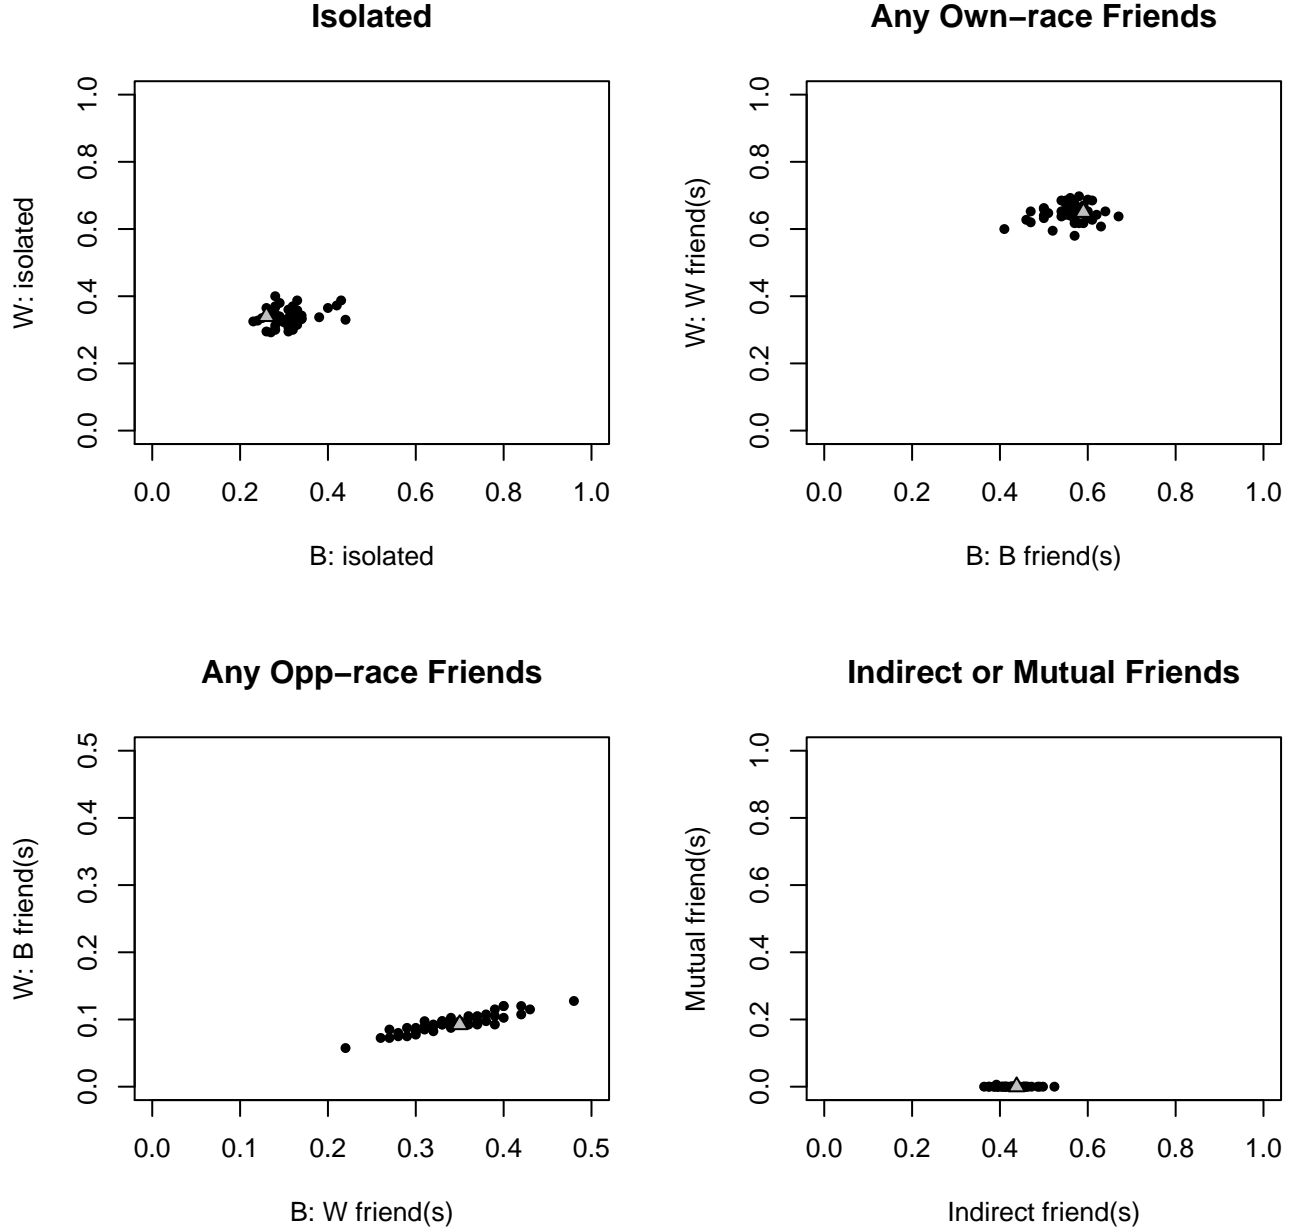 Isolated
W: isolated
1.0
0.8
0.6
0.4
0.2
0.0
0.0 0.2 0.4 0.6 0.8 1.0
B: isolated
Any Own−race Friends
W: W friend(s)
1.0
0.8
0.6
0.4
0.2
0.0
0.0 0.2 0.4 0.6 0.8 1.0
B: B friend(s)
Any Opp−race Friends
W: B friend(s)
0.5
0.4
0.3
0.2
0.1
0.0
0.0 0.1 0.2 0.3 0.4 0.5
B: W friend(s)
Indirect or Mutual Friends
Mutual friend(s)
1.0
0.8
0.6
0.4
0.2
0.0
0.0 0.2 0.4 0.6 0.8 1.0
Indirect friend(s)